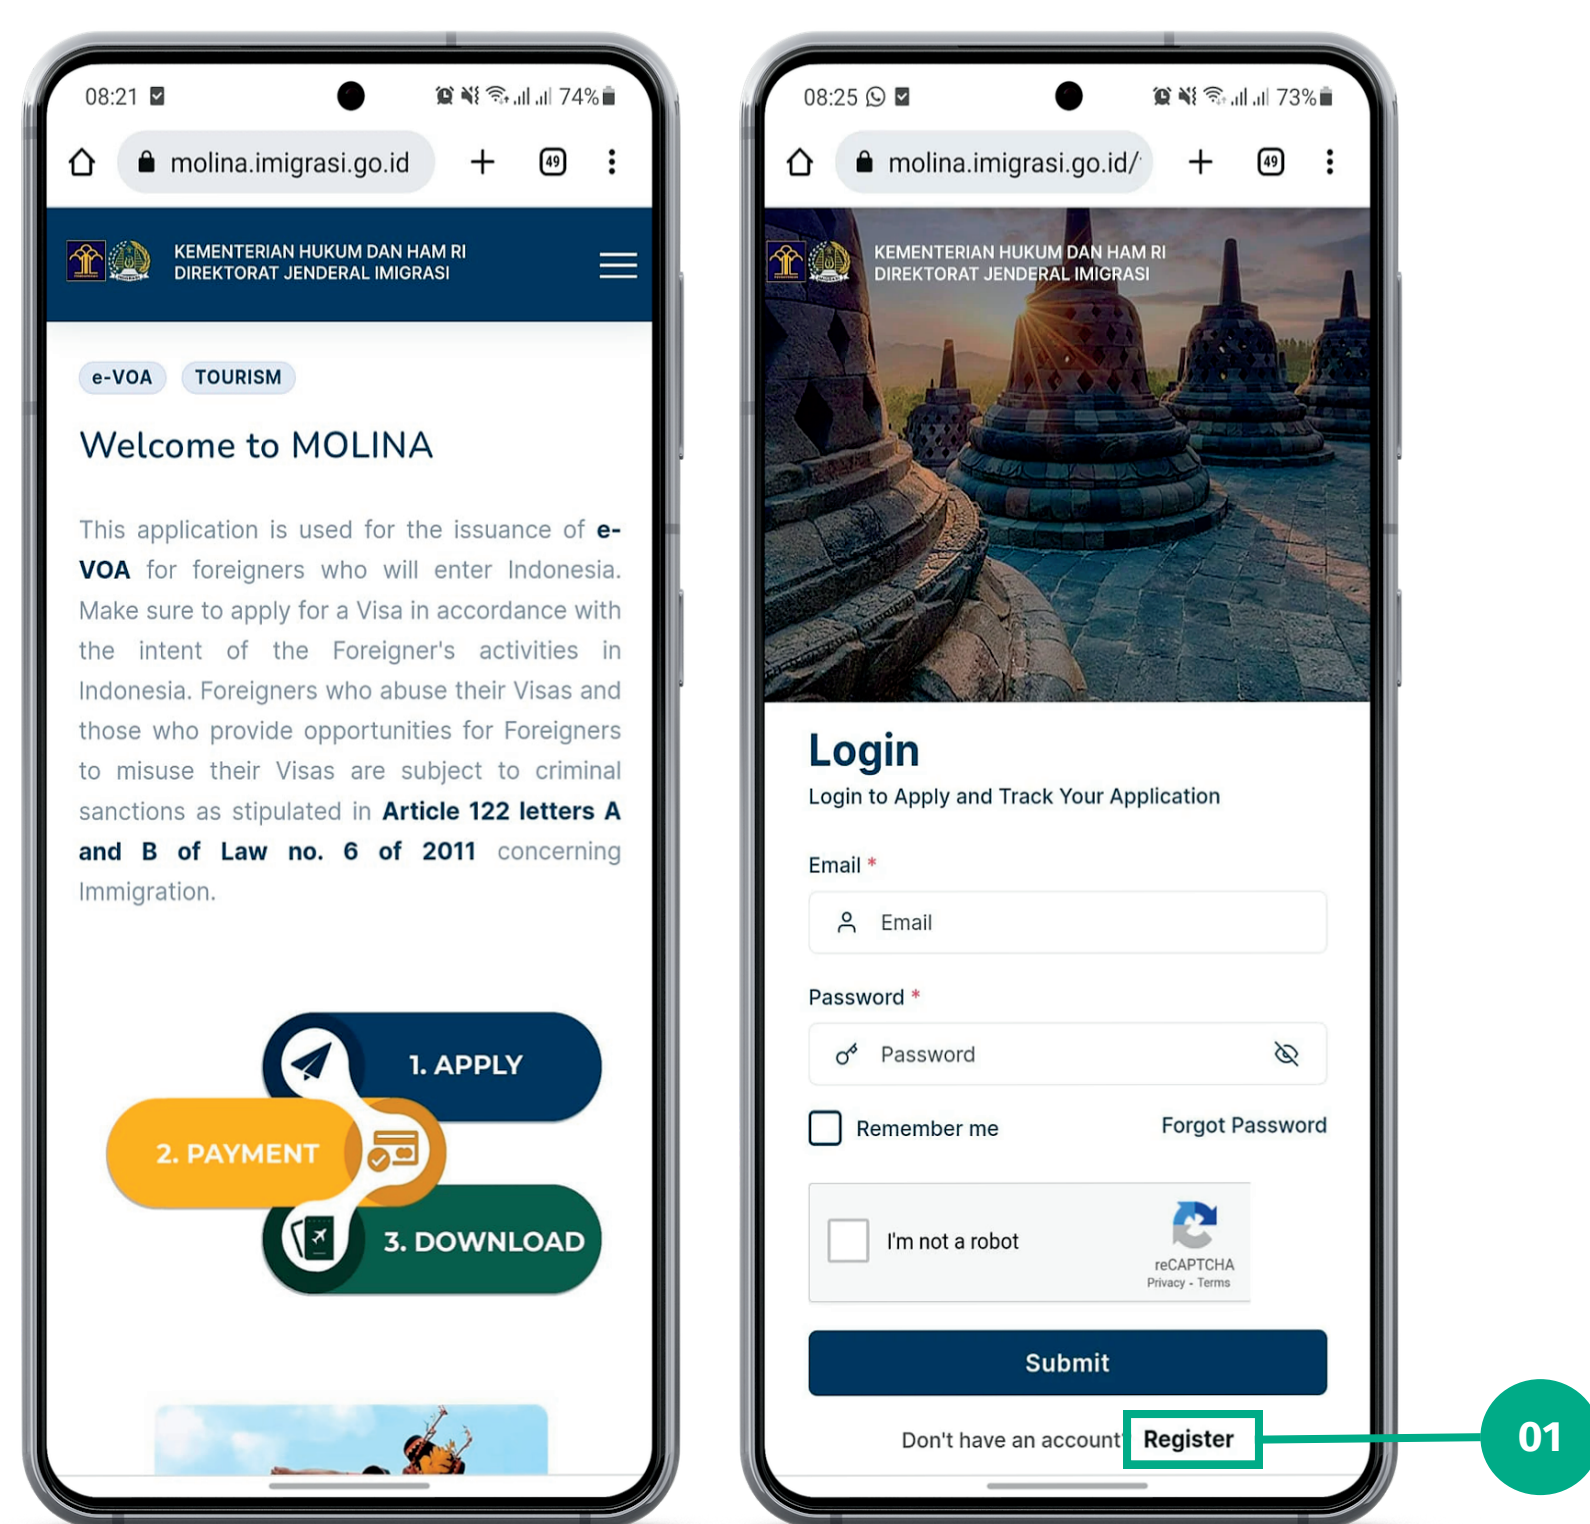 08:21
74%
molina.imigrasi.go.id
49
KEMENTERIAN HUKUM DAN HAM RI
DIREKTORAT JENDERAL IMIGRASI
e-VOA TOURISM
Welcome to MOLINA
This application is used for the issuance of e-
VOA for foreigners who will enter Indonesia.
Make sure to apply for a Visa in accordance with
the intent of the Foreigner's activities in
Indonesia. Foreigners who abuse their Visas and
those who provide opportunities for Foreigners
to misuse their Visas are subject to criminal
sanctions as stipulated in Article 122 letters A
and B of Law no. 6 of 2011 concerning
Immigration.
1. APPLY
2. PAYMENT
3. DOWNLOAD
08:25
73%
molina.imigrasi.go.id/
49
KEMENTERIAN HUKUM DAN HAM RI
DIREKTORAT JENDERAL IMIGRASI
Login
Login to Apply and Track Your Application
Email *
Email
Password *
Password
Remember me
Forgot Password
I'm not a robot
reCAPTCHA
Privacy - Terms
Submit
Don't have an account? Register
01